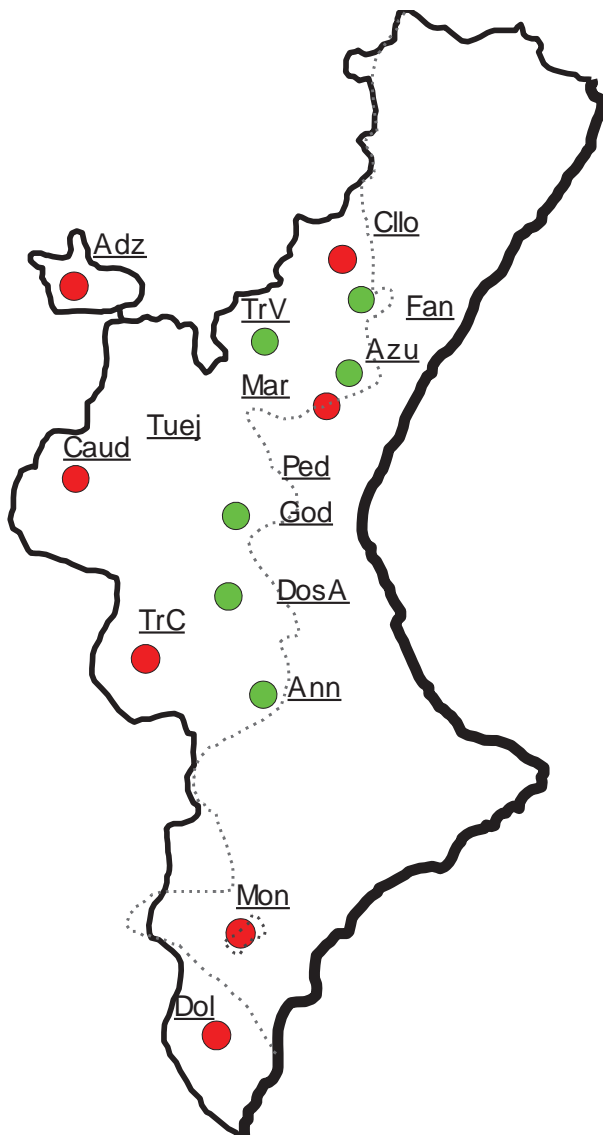 Cllo
Adz
Fan
TrV
Azu
Mar
Tuej
Caud
Ped
God
DosA
TrC
Ann
Mon
Dol